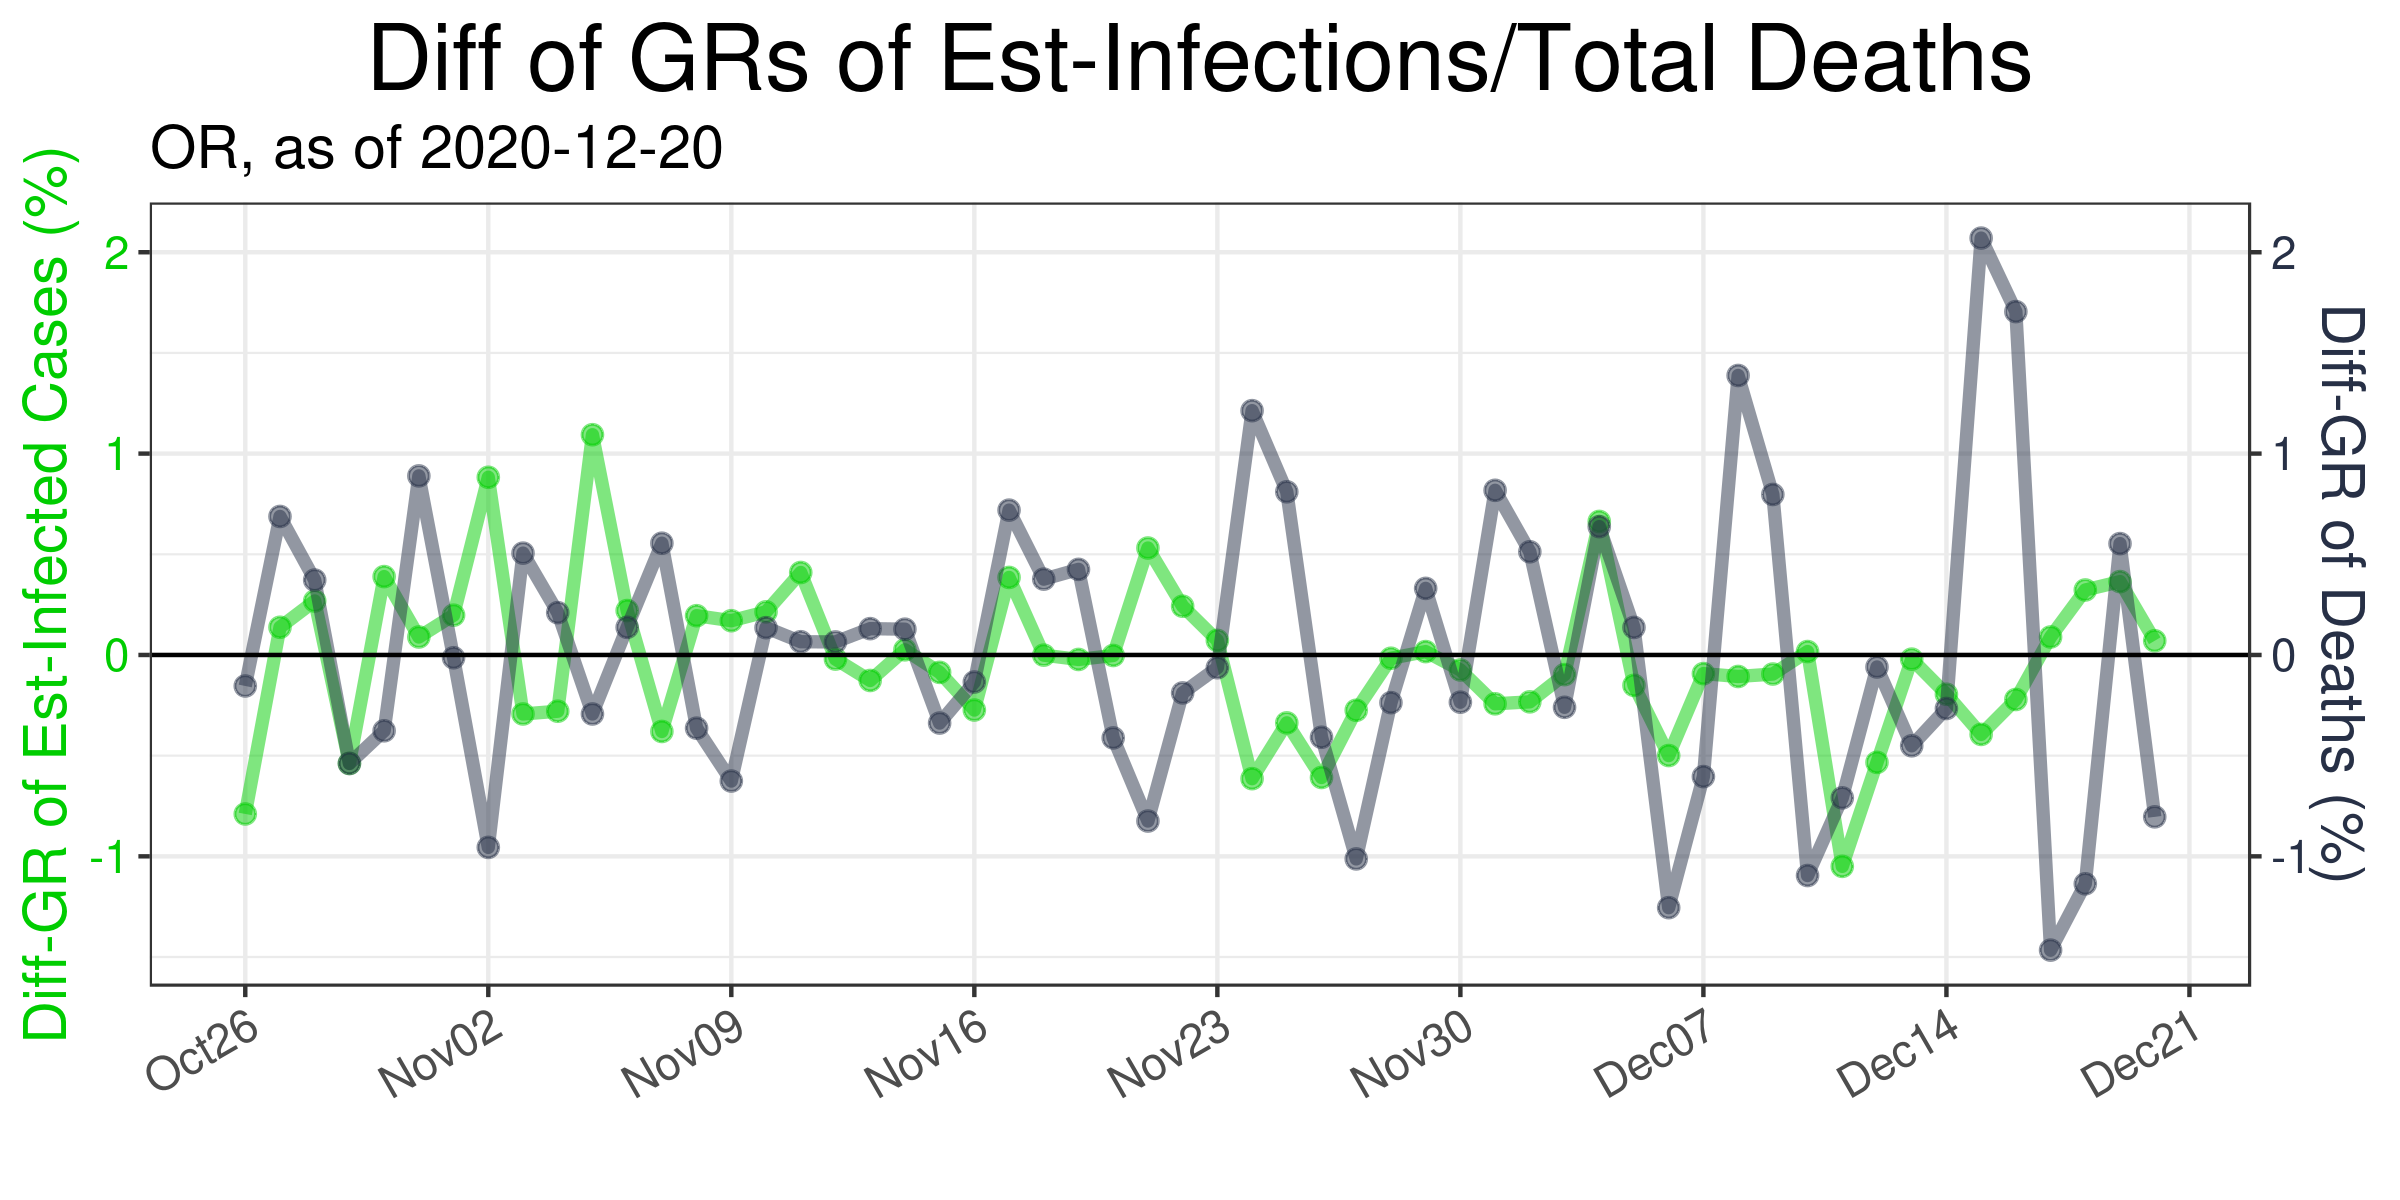 Diff of GRs of Est-Infections/Total Deaths
OR, as of 2020-12-20
Diff-GR of Est-Infected Cases (%)
2
1
0
-1
2
1
0
-1
Diff-GR of Deaths (%)
Oct26
Nov02
Nov09
Nov16
Nov23
Nov30
Dec07
Dec14
Dec21